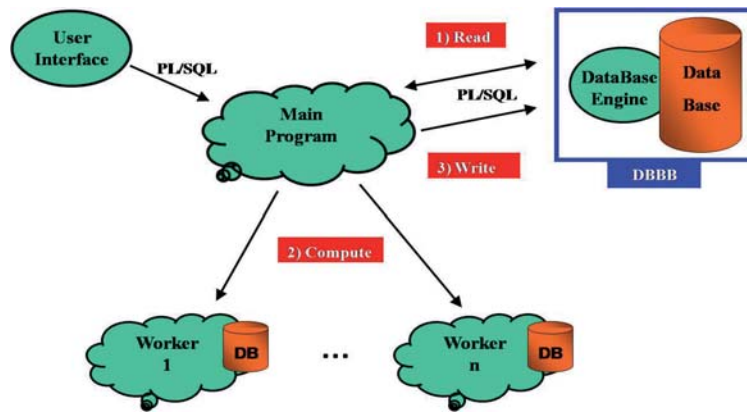 User
Interface
PL/SQL
1) Read
DataBase
Engine
Data
Base
Main
Program
PL/SQL
3) Write
DBBB
2) Compute
Worker
1
DB
...
Worker
n
DB